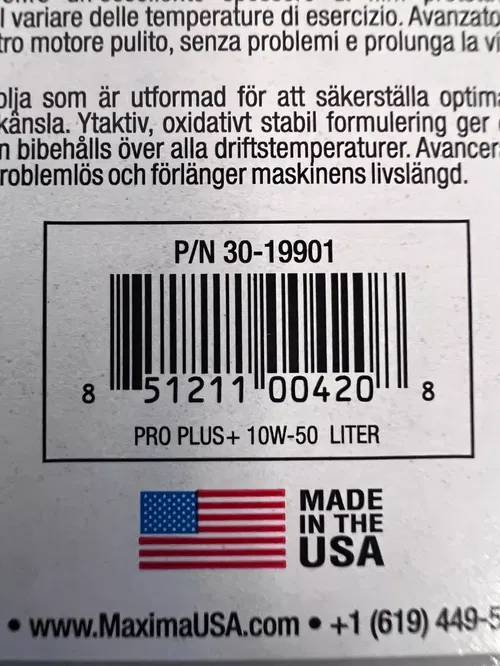 l variare delle temperature di esercizio. Avanzat
tro motore pulito, senza problemi e prolunga la vi
olja som är utformad för att säkerställa optima
känsla. Ytaktiv, oxidativt stabil formulering ger
n bibehålls över alla driftstemperaturer. Avancer
roblemlös och förlänger maskinens livslängd.
P/N 30-19901
8 51211 00420 8
PRO PLUS+ 10W-50 LITER
MADE
IN THE
USA
• www.MaximaUSA.com • +1 (619) 449-5